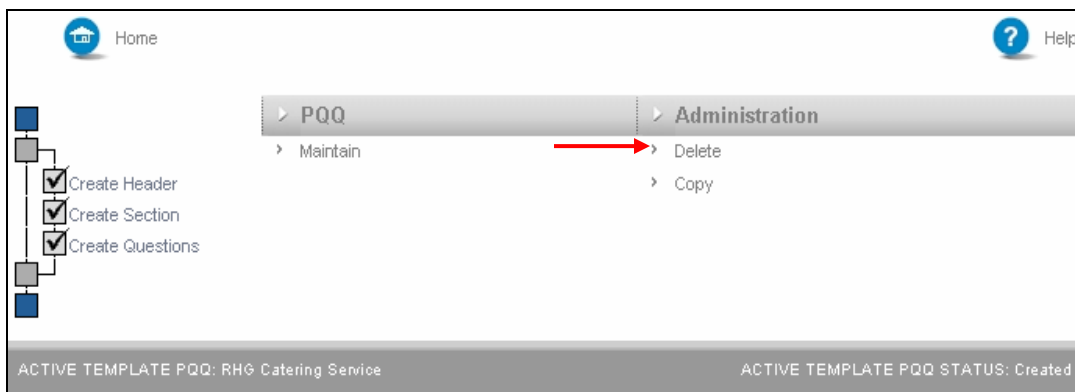 Home
Help
PQQ
Administration
Maintain
Delete
Copy
Create Header
Create Section
Create Questions
ACTIVE TEMPLATE PQQ: RHG Catering Service
ACTIVE TEMPLATE PQQ STATUS: Created